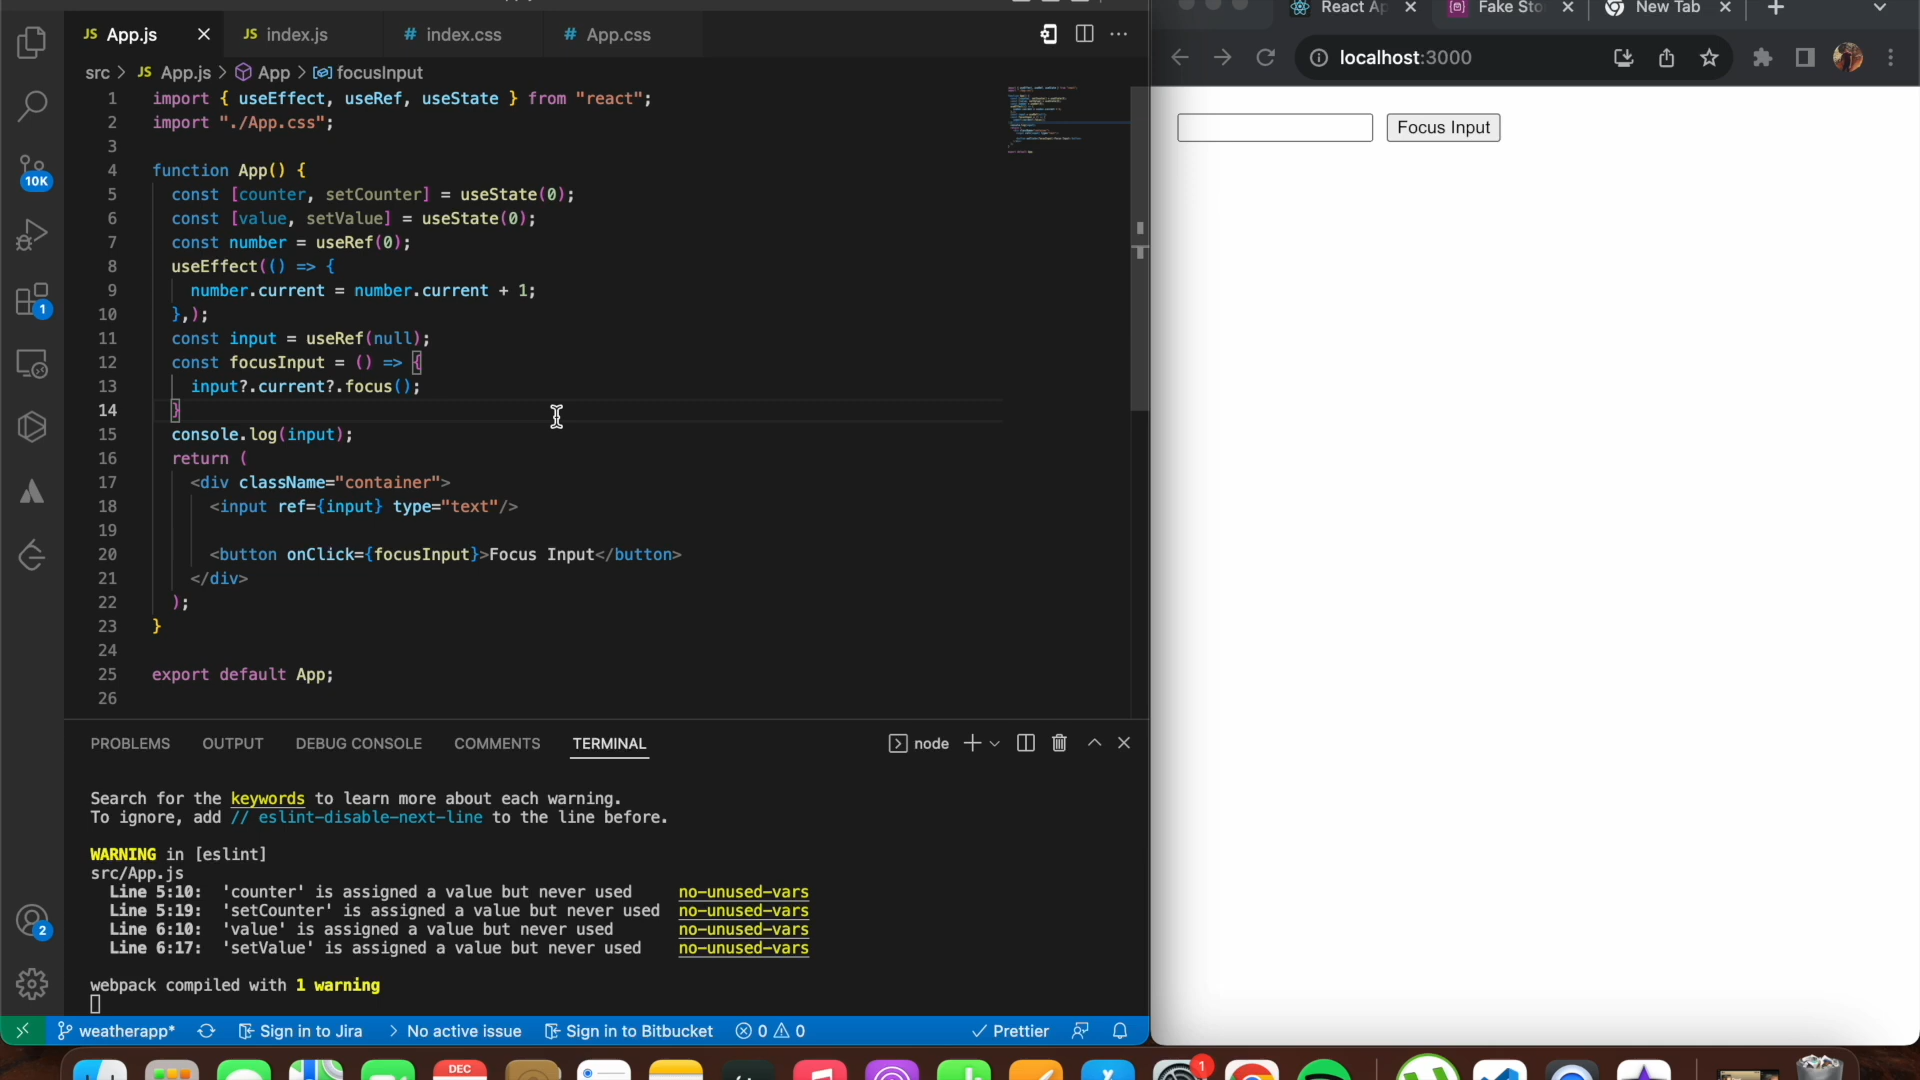 JS App.js
JS index.js
# index.css
# App.css
src > JS App.js > App > focusInput
1 import { useEffect, useRef, useState } from "react";
2 import "./App.css";
3
4 function App() {
5 const [counter, setCounter] = useState(0);
6 const [value, setValue] = useState(0);
7 const number = useRef(0);
8 useEffect(() => {
9 number.current = number.current + 1;
10 },);
11 const input = useRef(null);
12 const focusInput = () => {
13 input?.current?.focus();
14 }
15 console.log(input);
16 return (
17 <div className="container">
18 <input ref={input} type="text"/>
19
20 <button onClick={focusInput}>Focus Input</button>
21 </div>
22 );
23 }
24
25 export default App;
26
10K
1
2
PROBLEMS OUTPUT DEBUG CONSOLE COMMENTS TERMINAL
node
Search for the keywords to learn more about each warning.
To ignore, add // eslint-disable-next-line to the line before.
WARNING in [eslint]
src/App.js
Line 5:10: 'counter' is assigned a value but never used no-unused-vars
Line 5:19: 'setCounter' is assigned a value but never used no-unused-vars
Line 6:10: 'value' is assigned a value but never used no-unused-vars
Line 6:17: 'setValue' is assigned a value but never used no-unused-vars
webpack compiled with 1 warning
weatherapp* Sign in to Jira No active issue Sign in to Bitbucket 0 0 Prettier
React Ap
Fake Sto
New Tab
localhost:3000
Focus Input
DEC
1